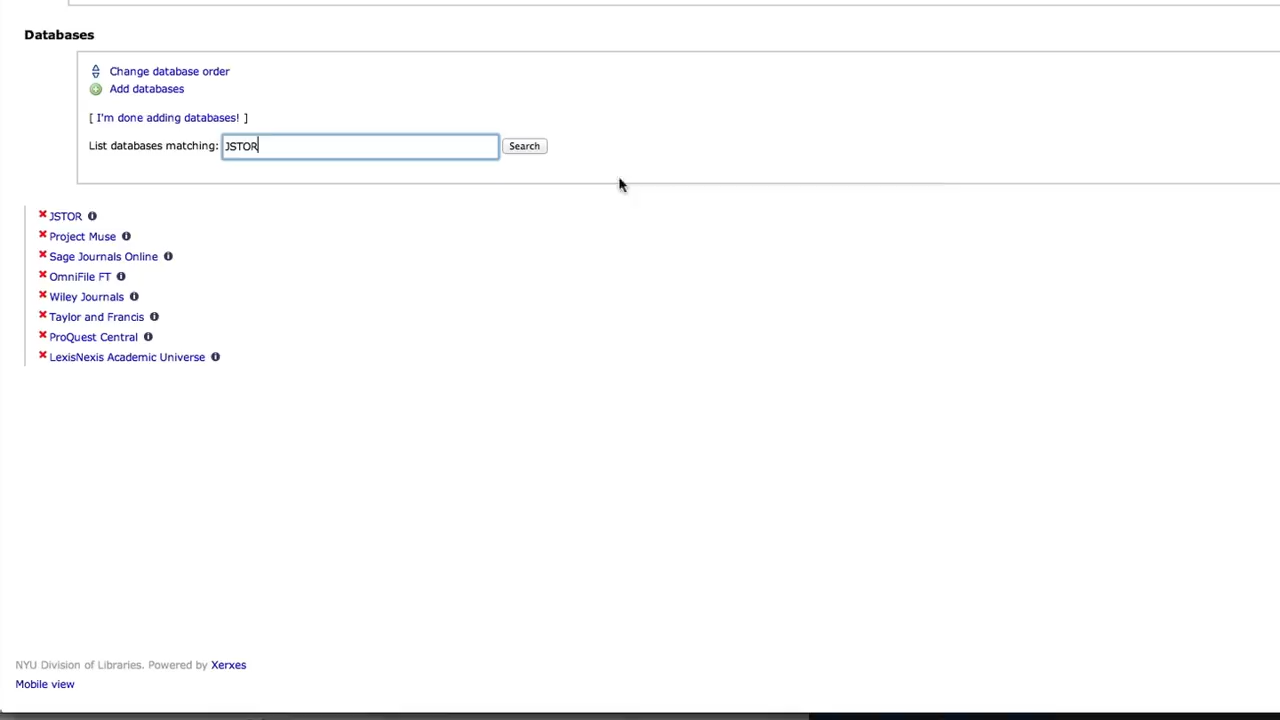 Databases
Change database order
Add databases
[ I'm done adding databases! ]
List databases matching: JSTOR Search
JSTOR
Project Muse
Sage Journals Online
OmniFile FT
Wiley Journals
Taylor and Francis
ProQuest Central
LexisNexis Academic Universe
NYU Division of Libraries. Powered by Xerxes
Mobile view